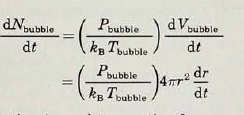 dN_bubble/dt = (P_bubble / k_B T_bubble) dV_bubble/dt
= (P_bubble / k_B T_bubble) 4πr² dr/dt